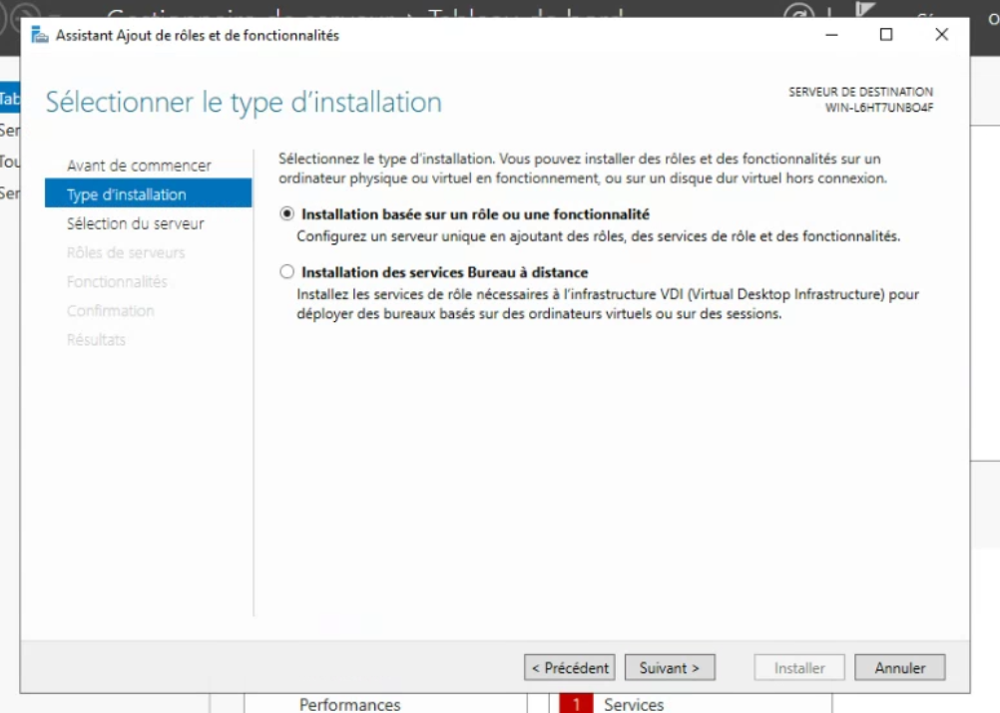 Assistant Ajout de rôles et de fonctionnalités
Sélectionner le type d'installation
SERVEUR DE DESTINATION
WIN-L6HT7UNBO4F
Avant de commencer
Type d'installation
Sélection du serveur
Rôles de serveurs
Fonctionnalités
Confirmation
Résultats
Sélectionnez le type d'installation. Vous pouvez installer des rôles et des fonctionnalités sur un
ordinateur physique ou virtuel en fonctionnement, ou sur un disque dur virtuel hors connexion.
Installation basée sur un rôle ou une fonctionnalité
Configurez un serveur unique en ajoutant des rôles, des services de rôle et des fonctionnalités.
Installation des services Bureau à distance
Installez les services de rôle nécessaires à l'infrastructure VDI (Virtual Desktop Infrastructure) pour
déployer des bureaux basés sur des ordinateurs virtuels ou sur des sessions.
< Précédent
Suivant >
Installer
Annuler
Tab
Ser
Tou
Ser
Performances
1 Services